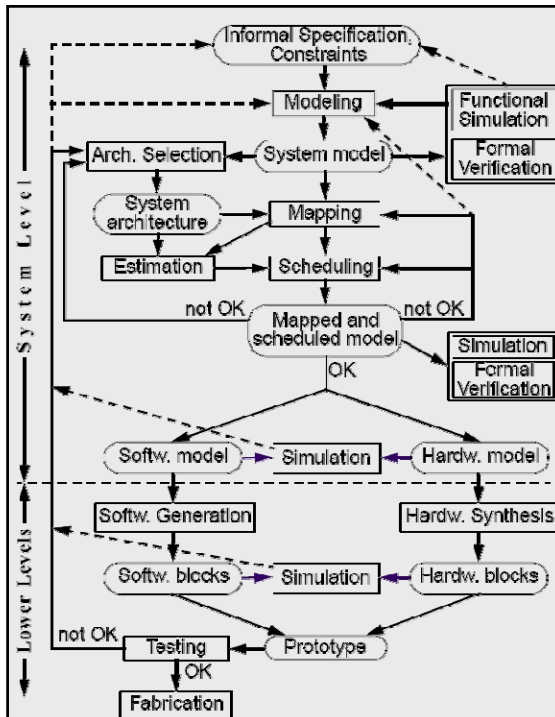 Informal Specification,
Constraints
Modeling
Functional
Simulation
Arch. Selection
System model
Formal
Verification
System
architecture
Mapping
Estimation
Scheduling
not OK
not OK
Mapped and
scheduled model
Simulation
Formal
Verification
OK
System Level
Softw. model
Simulation
Hardw. model
Softw. Generation
Hardw. Synthesis
Softw. blocks
Simulation
Hardw. blocks
Lower Levels
not OK
Testing
Prototype
OK
Fabrication